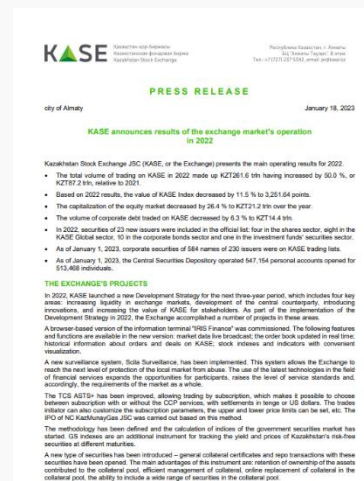 KASE
Қазақстан қор биржасы
Казахстанская фондовая биржа
Kazakhstan Stock Exchange
PRESS RELEASE
city of Almaty
January 18, 2023
KASE announces results of the exchange market's operation
in 2022
Kazakhstan Stock Exchange JSC (KASE, or the Exchange) presents the main operating results for 2022.
• The total volume of trading on KASE in 2022 made up KZT261.6 trln having increased by 50.0 %, or
KZT87.2 trln, relative to 2021.
• Based on 2022 results, the value of KASE Index decreased by 11.5 % to 3,251.64 points.
• The capitalization of the equity market decreased by 26.4 % to KZT21.2 trln over the year.
• The volume of corporate debt traded on KASE decreased by 6.3 % to KZT14.4 trln.
• In 2022, securities of 23 new issuers were included in the official list: four in the shares sector, eight in the
KASE Global sector, 10 in the corporate bonds sector and one in the investment funds' securities sector.
• As of January 1, 2023, corporate securities of 584 names of 230 issuers were on KASE trading lists.
• As of January 1, 2023, the Central Securities Depository operated 547,154 personal accounts opened for
513,468 individuals.
THE EXCHANGE'S PROJECTS
In 2022, KASE launched a new Development Strategy for the next three-year period, which includes four key
areas: increasing liquidity in exchange markets, development of the central counterparty, introducing
innovations, and increasing the value of KASE for stakeholders. As part of the implementation of the
Development Strategy in 2022, the Exchange accomplished a number of projects in these areas.
A browser-based version of the information terminal "IRIS Finance" was commissioned. The following features
and functions are available in the new version: market data live broadcast; the order book updated in real time;
historical information about orders and deals on KASE; stock indexes and indicators with convenient
visualization.
A new surveillance system, Scila Surveillance, has been implemented. This system allows the Exchange to
reach the next level of protection of the local market from abuse. The use of the latest technologies in the field
of financial services expands the opportunities for participants, raises the level of service standards and,
accordingly, the requirements of the market as a whole.
The TCS ASTS+ has been improved, allowing trading by subscription, which makes it possible to choose
between subscription with or without the CCP services, with settlements in tenge or US dollars. The trades
initiator can also customize the subscription parameters, the upper and lower price limits can be set, etc. The
IPO of NC KazMunayGas JSC was carried out based on this method.
The methodology has been defined and the calculation of indices of the government securities market has
started. GS indexes are an additional instrument for tracking the yield and prices of Kazakhstan's risk-free
securities at different maturities.
A new type of securities has been introduced – general collateral certificates and repo transactions with these
securities have been opened. The main advantages of this instrument are: retention of ownership of the assets
contributed to the collateral pool, efficient management of collateral, online replacement of collateral in the
collateral pool, the ability to include a wide range of securities in the collateral pool.